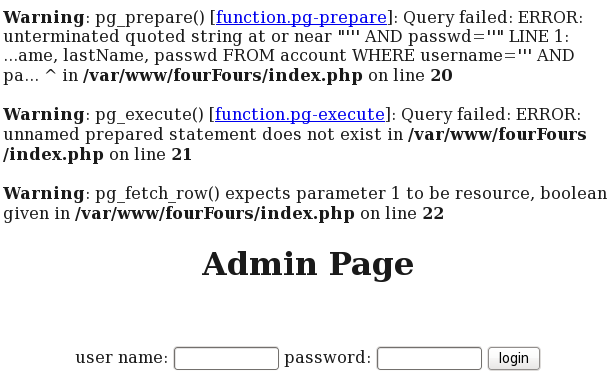 Warning: pg_prepare() [function.pg-prepare]: Query failed: ERROR:
unterminated quoted string at or near "''' AND passwd=''" LINE 1:
...ame, lastName, passwd FROM account WHERE username=''' AND
pa... ^ in /var/www/fourFours/index.php on line 20
Warning: pg_execute() [function.pg-execute]: Query failed: ERROR:
unnamed prepared statement does not exist in /var/www/fourFours
/index.php on line 21
Warning: pg_fetch_row() expects parameter 1 to be resource, boolean
given in /var/www/fourFours/index.php on line 22
Admin Page
user name: password: login